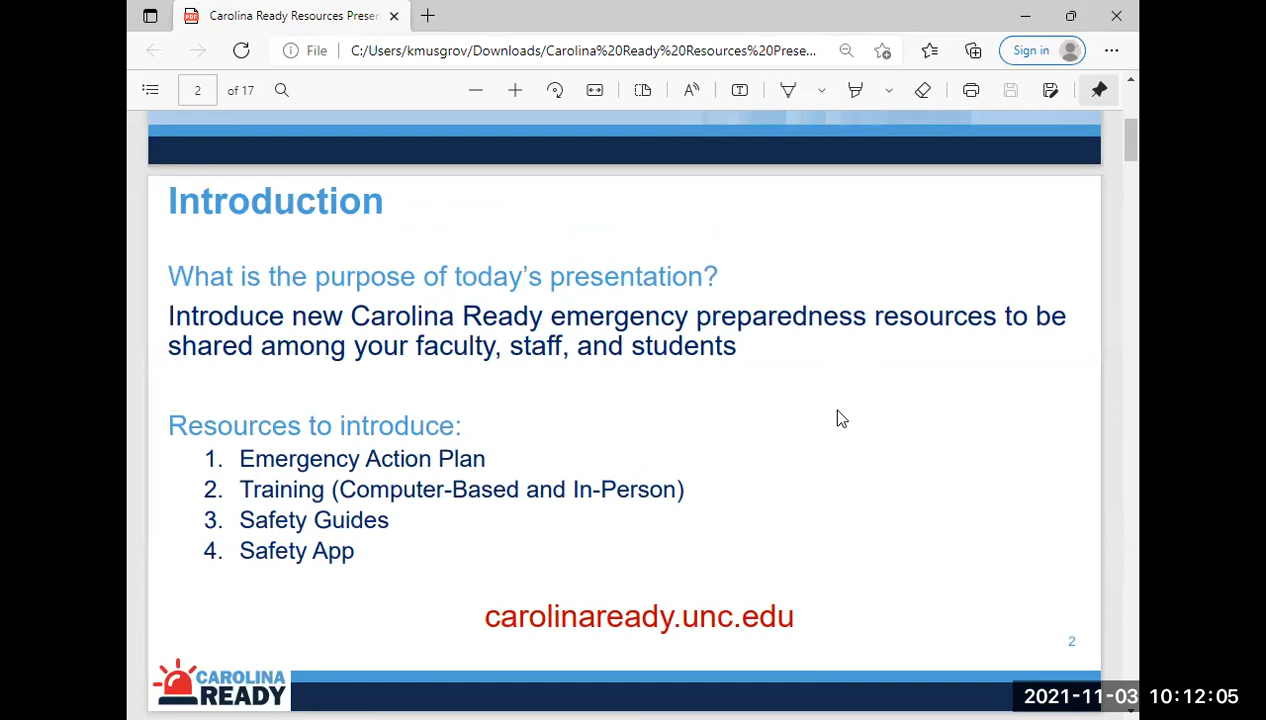 Carolina Ready Resources Presen
File
C:/Users/kmusgrov/Downloads/Carolina%20Ready%20Resources%20Prese...
Sign in
2 of 17
Introduction
What is the purpose of today's presentation?
Introduce new Carolina Ready emergency preparedness resources to be
shared among your faculty, staff, and students
Resources to introduce:
1. Emergency Action Plan
2. Training (Computer-Based and In-Person)
3. Safety Guides
4. Safety App
carolinaready.unc.edu
2
CAROLINA
READY
2021-11-03 10:12:05